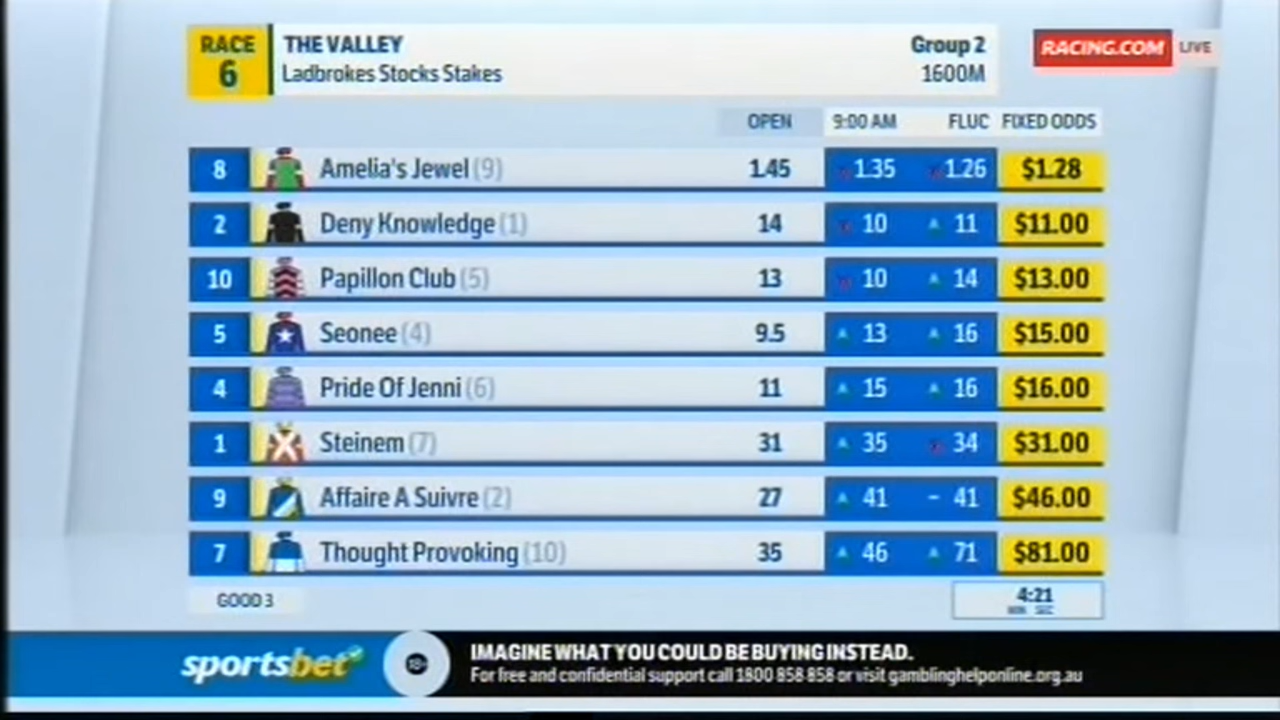 RACE
6
THE VALLEY
Ladbrokes Stocks Stakes
Group 2
1600M
RACING.COM LIVE
OPEN 9:00 AM FLUC FIXED ODDS
8 Amelia's Jewel (9) 1.45 1.35 1.26 $1.28
2 Deny Knowledge (1) 14 10 11 $11.00
10 Papillon Club (5) 13 10 14 $13.00
5 Seonee (4) 9.5 13 16 $15.00
4 Pride Of Jenni (6) 11 15 16 $16.00
1 Steinem (7) 31 35 34 $31.00
9 Affaire A Suivre (2) 27 41 – 41 $46.00
7 Thought Provoking (10) 35 46 71 $81.00
GOOD 3
4:21
MIN SEC
sportsbet
18+
IMAGINE WHAT YOU COULD BE BUYING INSTEAD.
For free and confidential support call 1800 858 858 or visit gamblinghelponline.org.au